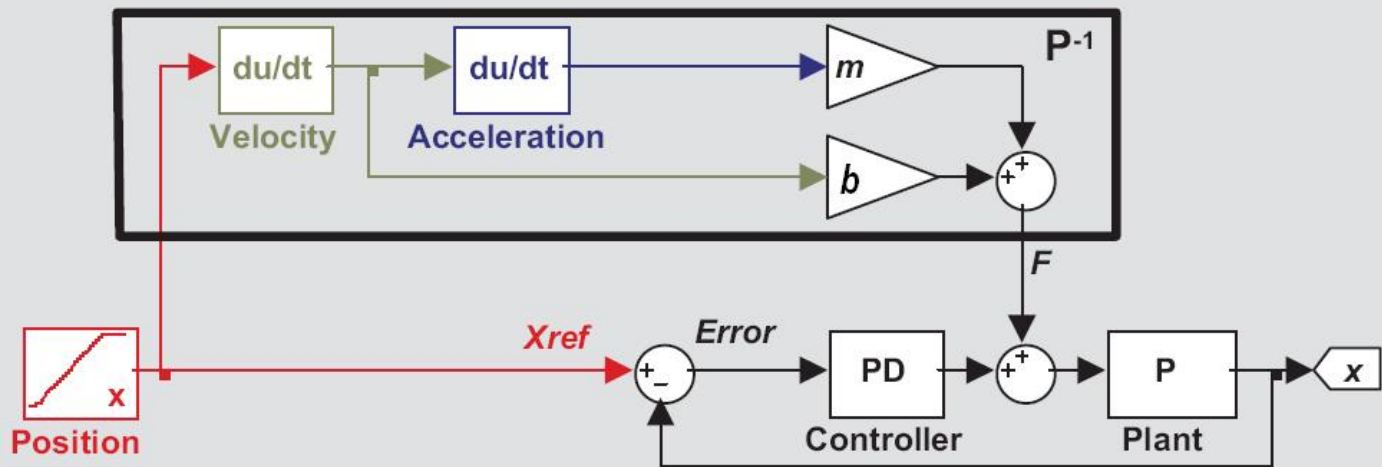 du/dt
du/dt
m
P-1
Velocity
Acceleration
b
+
+
F
Xref
Error
x
+
−
PD
+
+
P
x
Position
Controller
Plant